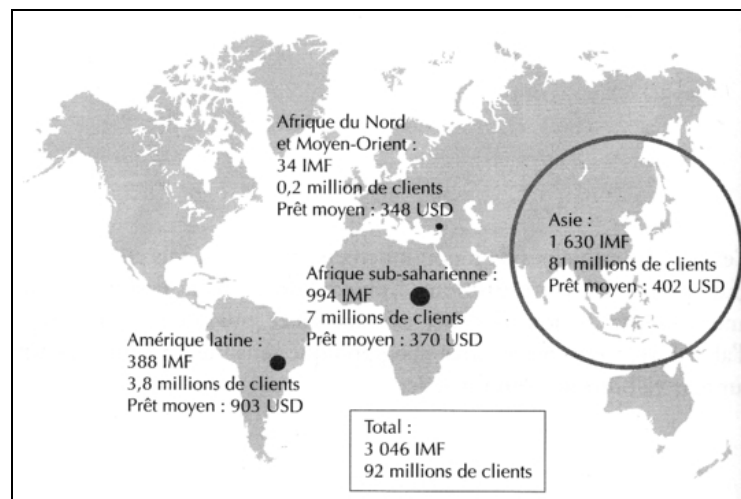 Afrique du Nord
et Moyen-Orient :
34 IMF
0,2 million de clients
Prêt moyen : 348 USD
Asie :
1 630 IMF
81 millions de clients
Prêt moyen : 402 USD
Afrique sub-saharienne :
994 IMF
7 millions de clients
Prêt moyen : 370 USD
Amérique latine :
388 IMF
3,8 millions de clients
Prêt moyen : 903 USD
Total :
3 046 IMF
92 millions de clients